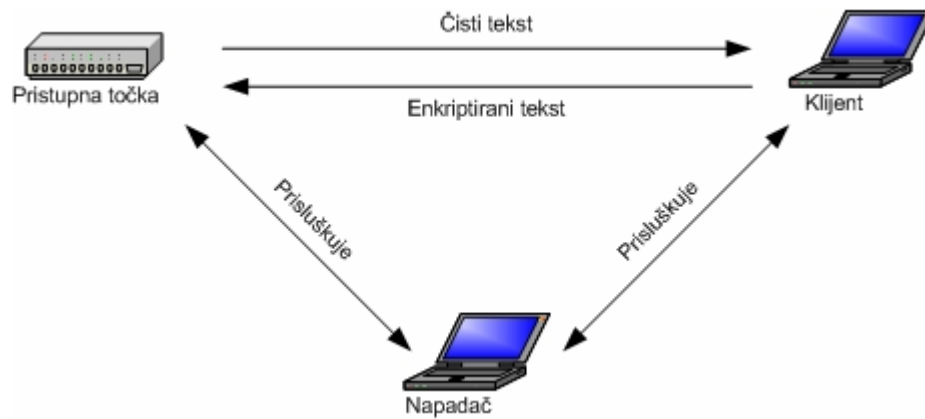 Čisti tekst
Pristupna točka
Enkriptirani tekst
Klijent
Prisluškuje
Prisluškuje
Napadač